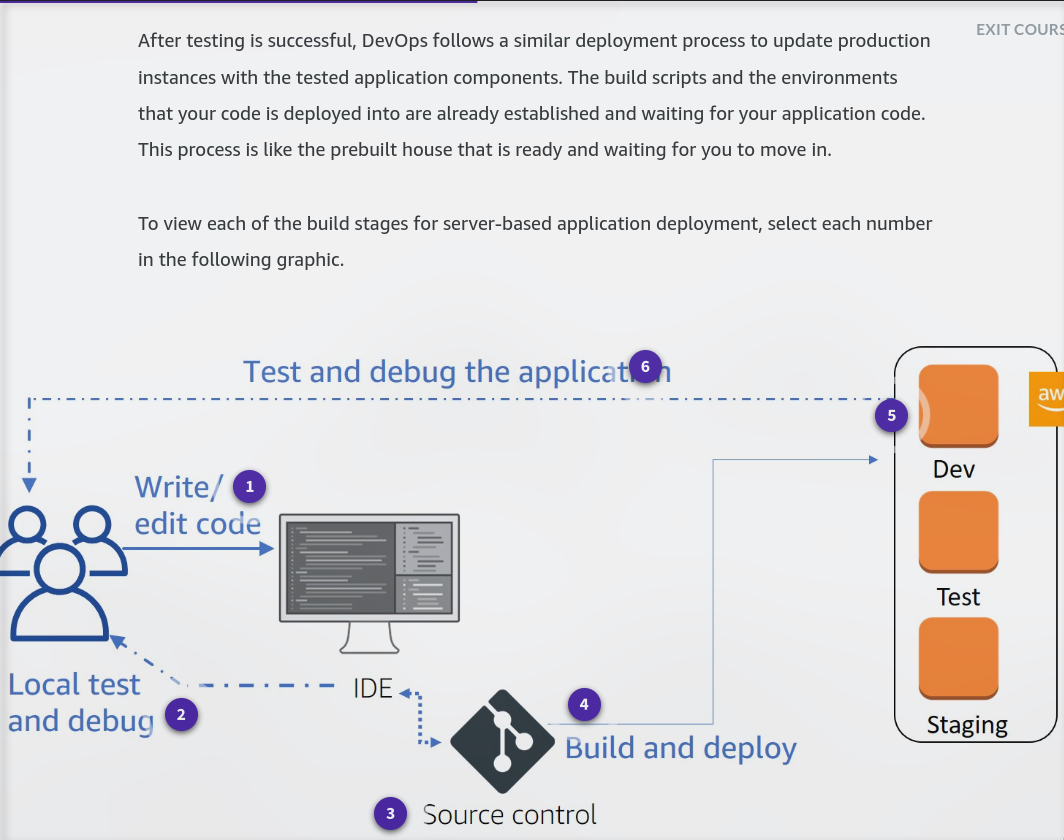 EXIT COURS
After testing is successful, DevOps follows a similar deployment process to update production
instances with the tested application components. The build scripts and the environments
that your code is deployed into are already established and waiting for your application code.
This process is like the prebuilt house that is ready and waiting for you to move in.
To view each of the build stages for server-based application deployment, select each number
in the following graphic.
Test and debug the application
6
5
aw
Dev
Write/
edit code
1
Test
Local test
and debug
2
IDE
4
Build and deploy
Staging
3
Source control